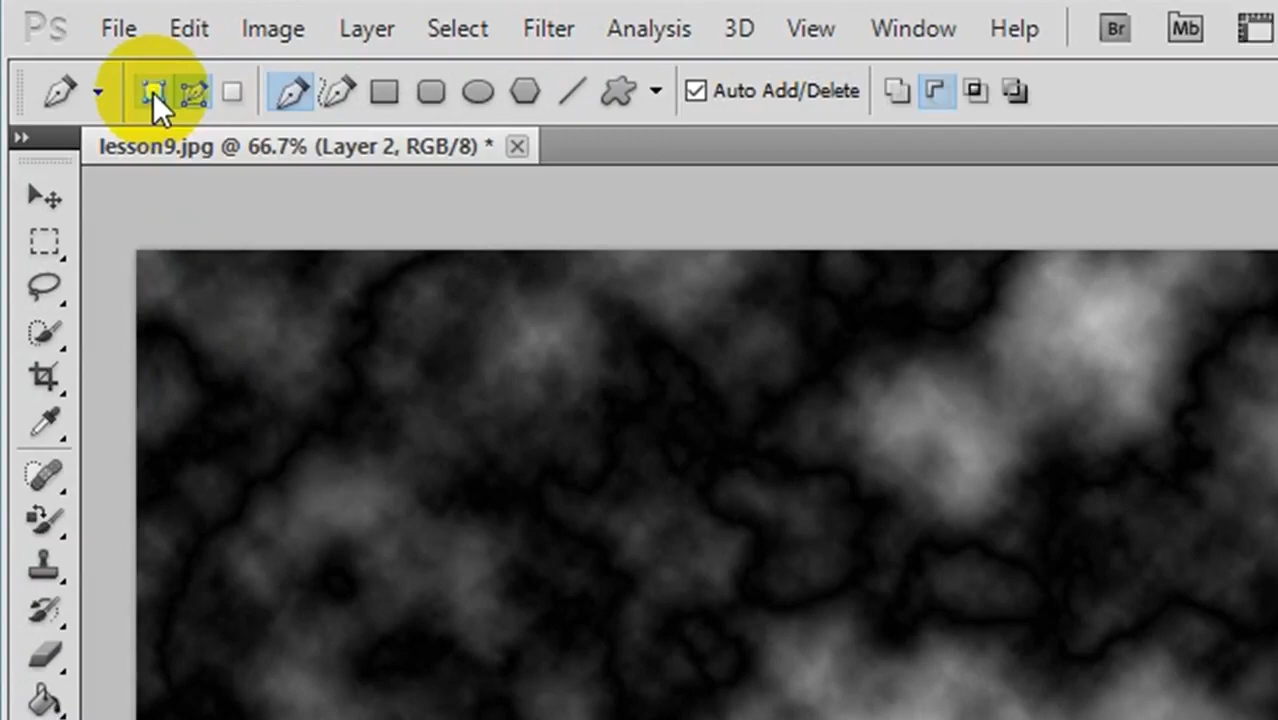 Ps File Edit Image Layer Select Filter Analysis 3D View Window Help Br Mb
Auto Add/Delete
lesson9.jpg @ 66.7% (Layer 2, RGB/8) *